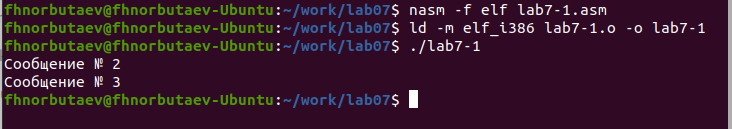 fhnorbutaev@fhnorbutaev-Ubuntu:~/work/lab07$ nasm -f elf lab7-1.asm
fhnorbutaev@fhnorbutaev-Ubuntu:~/work/lab07$ ld -m elf_i386 lab7-1.o -o lab7-1
fhnorbutaev@fhnorbutaev-Ubuntu:~/work/lab07$ ./lab7-1
Сообщение № 2
Сообщение № 3
fhnorbutaev@fhnorbutaev-Ubuntu:~/work/lab07$